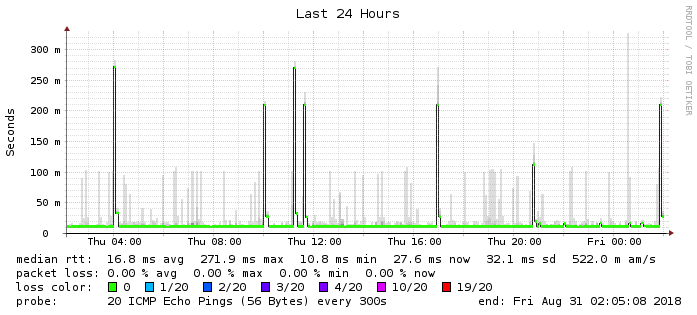 Last 24 Hours
RRDTOOL / TOBI OETIKER
Seconds
300 m
250 m
200 m
150 m
100 m
50 m
0
Thu 04:00 Thu 08:00 Thu 12:00 Thu 16:00 Thu 20:00 Fri 00:00
median rtt: 16.8 ms avg 271.9 ms max 10.8 ms min 27.6 ms now 32.1 ms sd 522.0 m am/s
packet loss: 0.00 % avg 0.00 % max 0.00 % min 0.00 % now
loss color: 0 1/20 2/20 3/20 4/20 10/20 19/20
probe: 20 ICMP Echo Pings (56 Bytes) every 300s end: Fri Aug 31 02:05:08 2018